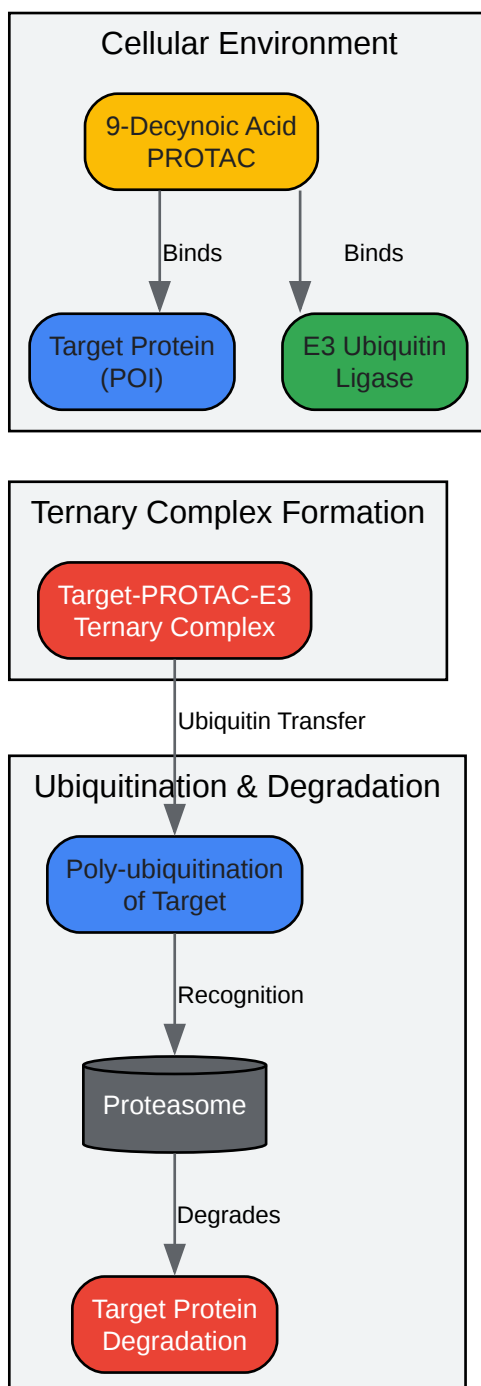 Cellular Environment
9-Decynoic Acid
PROTAC
Binds
Binds
Target Protein
(POI)
E3 Ubiquitin
Ligase
Ternary Complex Formation
Target-PROTAC-E3
Ternary Complex
Ubiquitin Transfer
Ubiquitination & Degradation
Poly-ubiquitination
of Target
Recognition
Proteasome
Degrades
Target Protein
Degradation